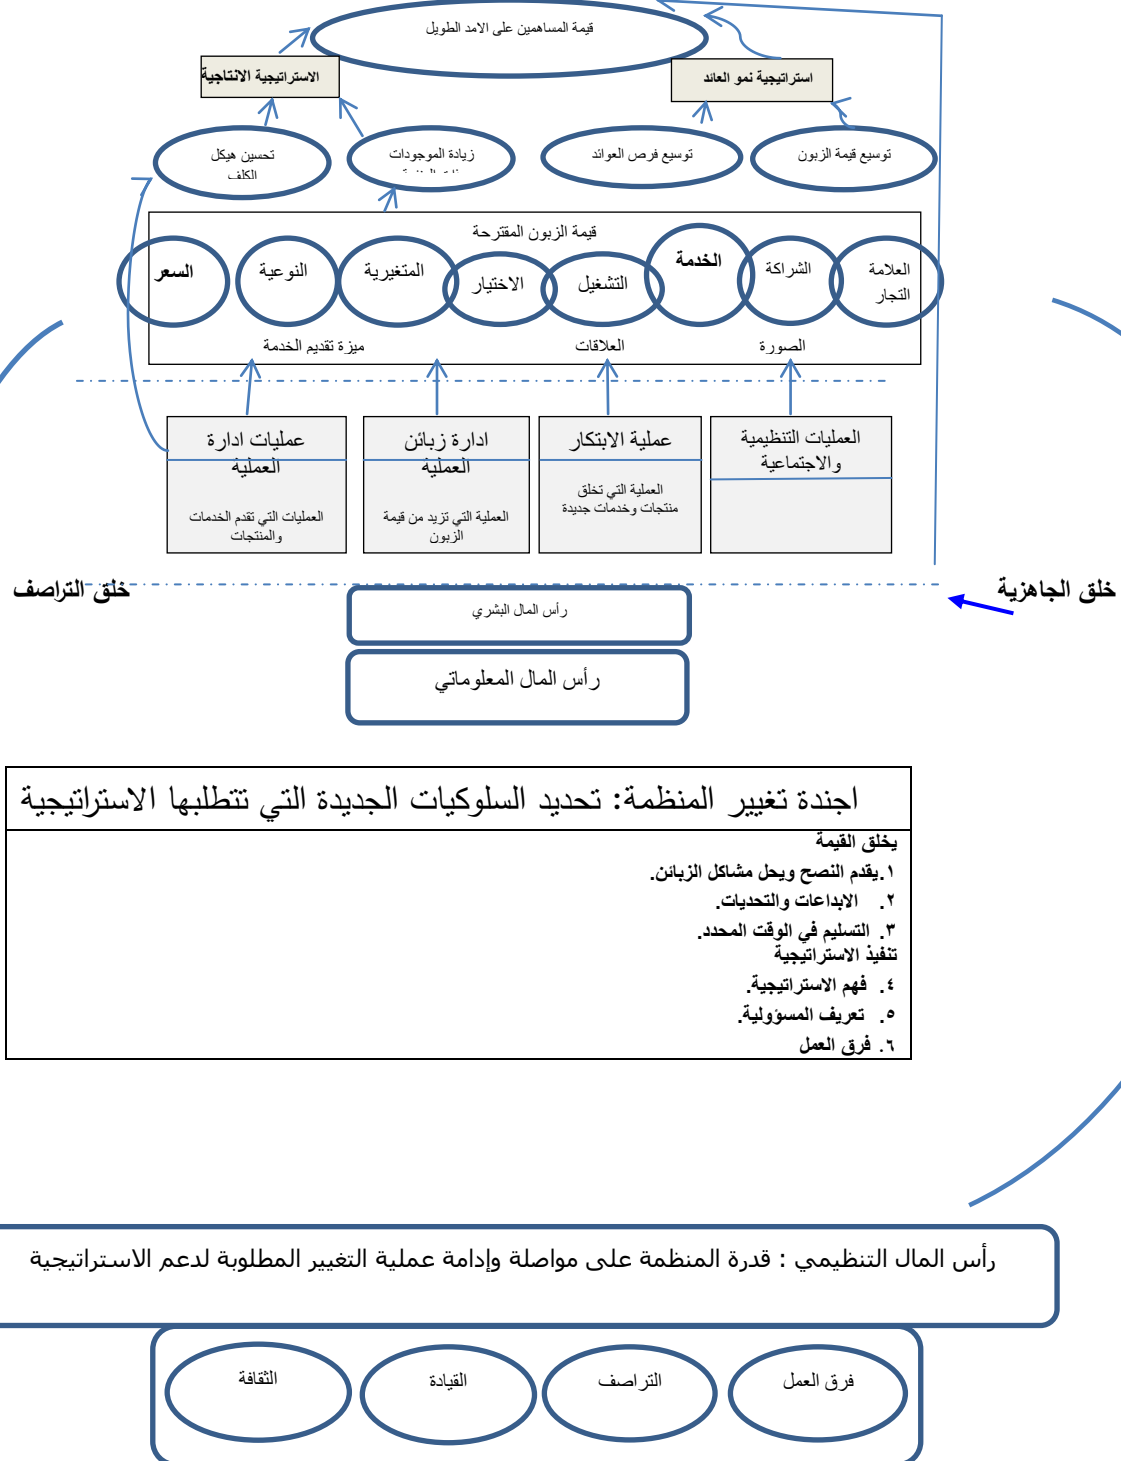 قيمة المساهمين على الامد الطويل
استراتيجية نمو العائد
الاستراتيجية الانتاجية
توسيع قيمة الزبون
توسيع فرص العوائد
زيادة الموجودات
تحسين هيكل
الكلف
قيمة الزبون المقترحة
العلامة
التجار
الشراكة
الخدمة
التشغيل
الاختيار
المتغيرية
النوعية
السعر
الصورة
العلاقات
ميزة تقديم الخدمة
العمليات التنظيمية
والاجتماعية
عملية الابتكار
العملية التي تخلق
منتجات وخدمات جديدة
ادارة زبائن
العملية
العملية التي تزيد من قيمة
الزبون
عمليات ادارة
العملية
العمليات التي تقدم الخدمات
والمنتجات
خلق الجاهزية
خلق التراصف
رأس المال البشري
رأس المال المعلوماتي
اجندة تغيير المنظمة: تحديد السلوكيات الجديدة التي تتطلبها الاستراتيجية
يخلق القيمة
١.يقدم النصح ويحل مشاكل الزبائن.
٢. الابداعات والتحديات.
٣. التسليم في الوقت المحدد.
تنفيذ الاستراتيجية
٤. فهم الاستراتيجية.
٥. تعريف المسؤولية.
٦. فرق العمل
رأس المال التنظيمي : قدرة المنظمة على مواصلة وإدامة عملية التغيير المطلوبة لدعم الاستراتيجية
فرق العمل
التراصف
القيادة
الثقافة